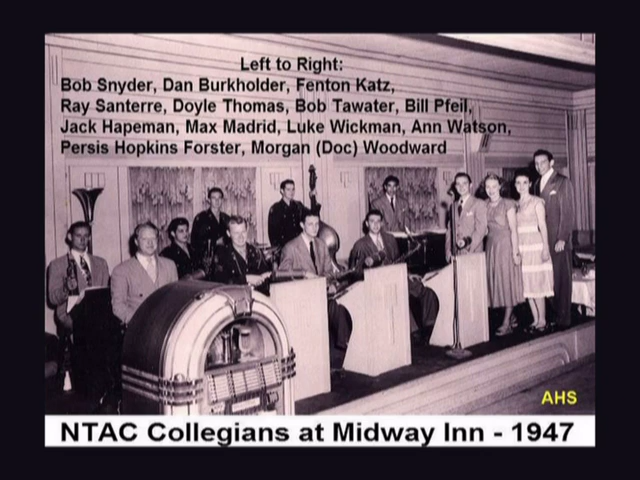 Left to Right:
Bob Snyder, Dan Burkholder, Fenton Katz,
Ray Santerre, Doyle Thomas, Bob Tawater, Bill Pfeil,
Jack Hapeman, Max Madrid, Luke Wickman, Ann Watson,
Persis Hopkins Forster, Morgan (Doc) Woodward
AHS
NTAC Collegians at Midway Inn - 1947